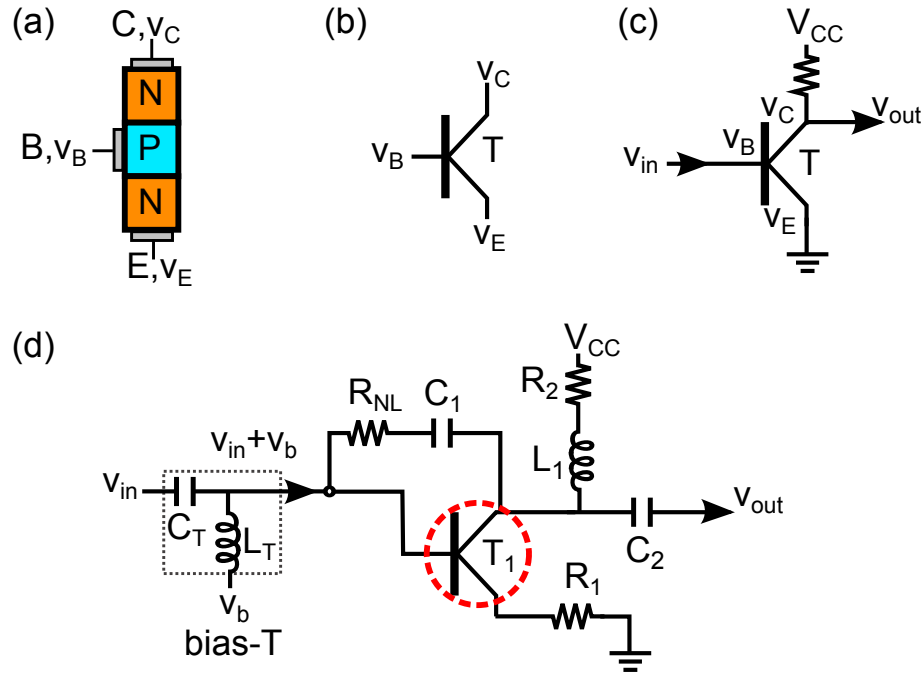 (a)
C,vC
N
B,vB
P
N
E,vE
(b)
vC
vB
T
vE
(c)
VCC
vC
vout
vB
vin
T
vE
(d)
VCC
R2
RNL
C1
vin+vb
L1
vin
vout
CT
LT
T1
C2
R1
vb
bias-T